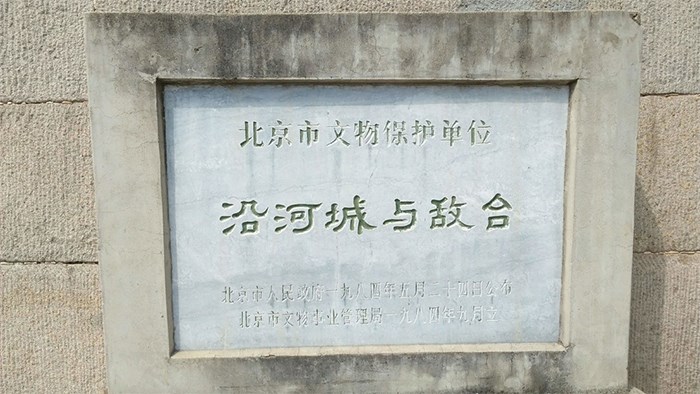 北京市文物保护单位
沿河城与敌台
北京市人民政府一九八四年五月二十四日公布
北京市文物事业管理局一九八四年五月立